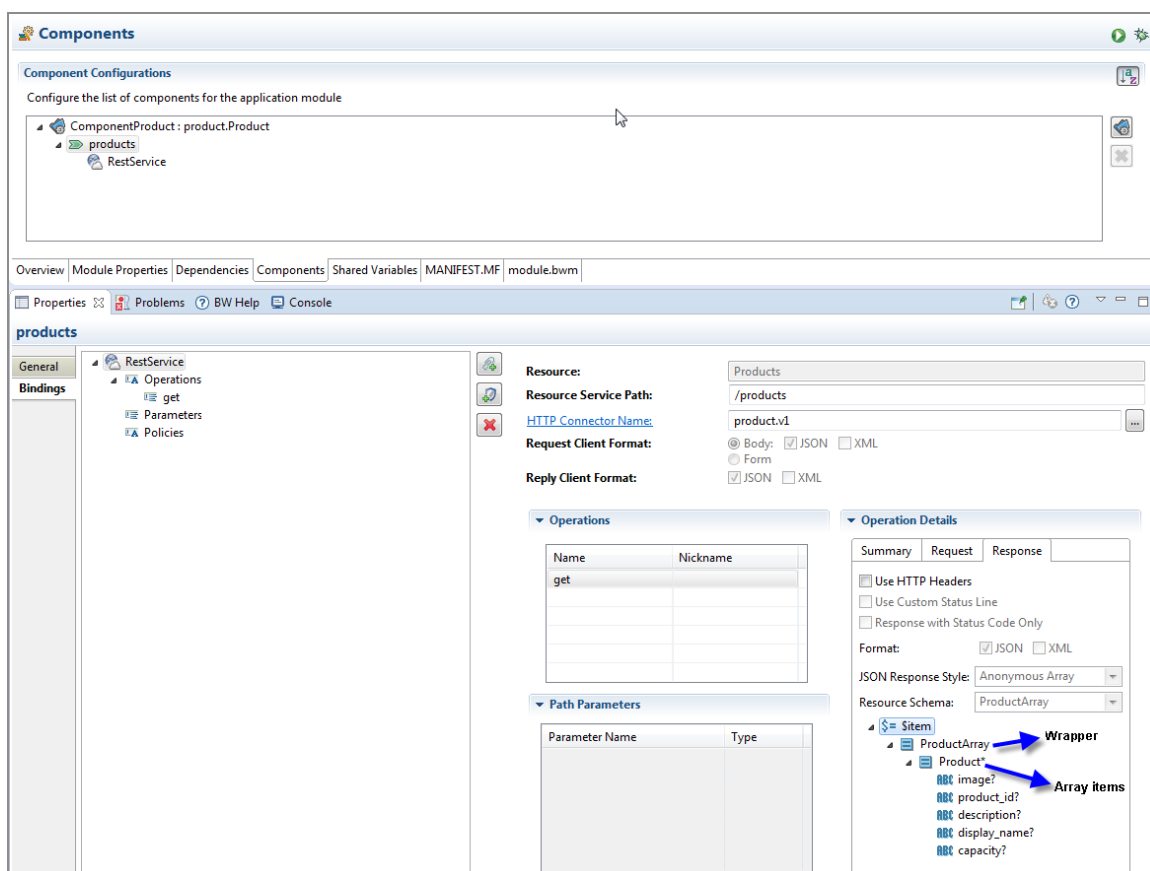 Components
Component Configurations
Configure the list of components for the application module
ComponentProduct : product.Product
products
RestService
Overview Module Properties Dependencies Components Shared Variables MANIFEST.MF module.bwm
Properties Problems BW Help Console
products
General
Bindings
RestService
Operations
get
Parameters
Policies
Resource: Products
Resource Service Path: /products
HTTP Connector Name: product.v1 ...
Request Client Format: Body: JSON XML
Form
Reply Client Format: JSON XML
Operations
Name Nickname
get
Path Parameters
Parameter Name Type
Operation Details
Summary Request Response
Use HTTP Headers
Use Custom Status Line
Response with Status Code Only
Format: JSON XML
JSON Response Style: Anonymous Array
Resource Schema: ProductArray
$= $item
ProductArray Wrapper
Product*
ABC image?
Array items
ABC product_id?
ABC description?
ABC display_name?
ABC capacity?